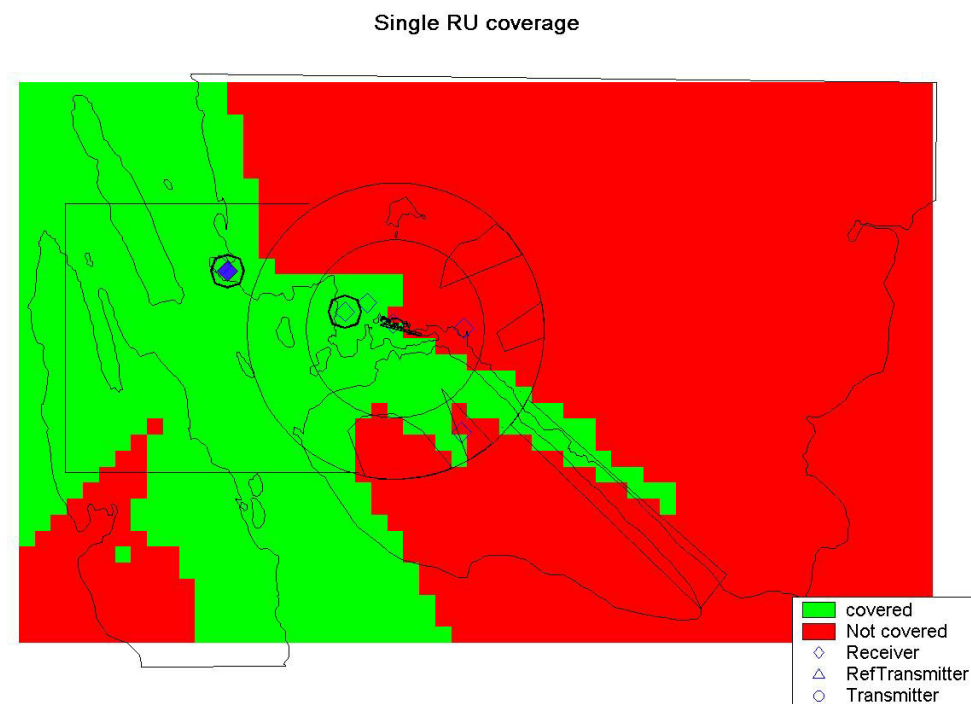 Single RU coverage
covered
Not covered
Receiver
RefTransmitter
Transmitter